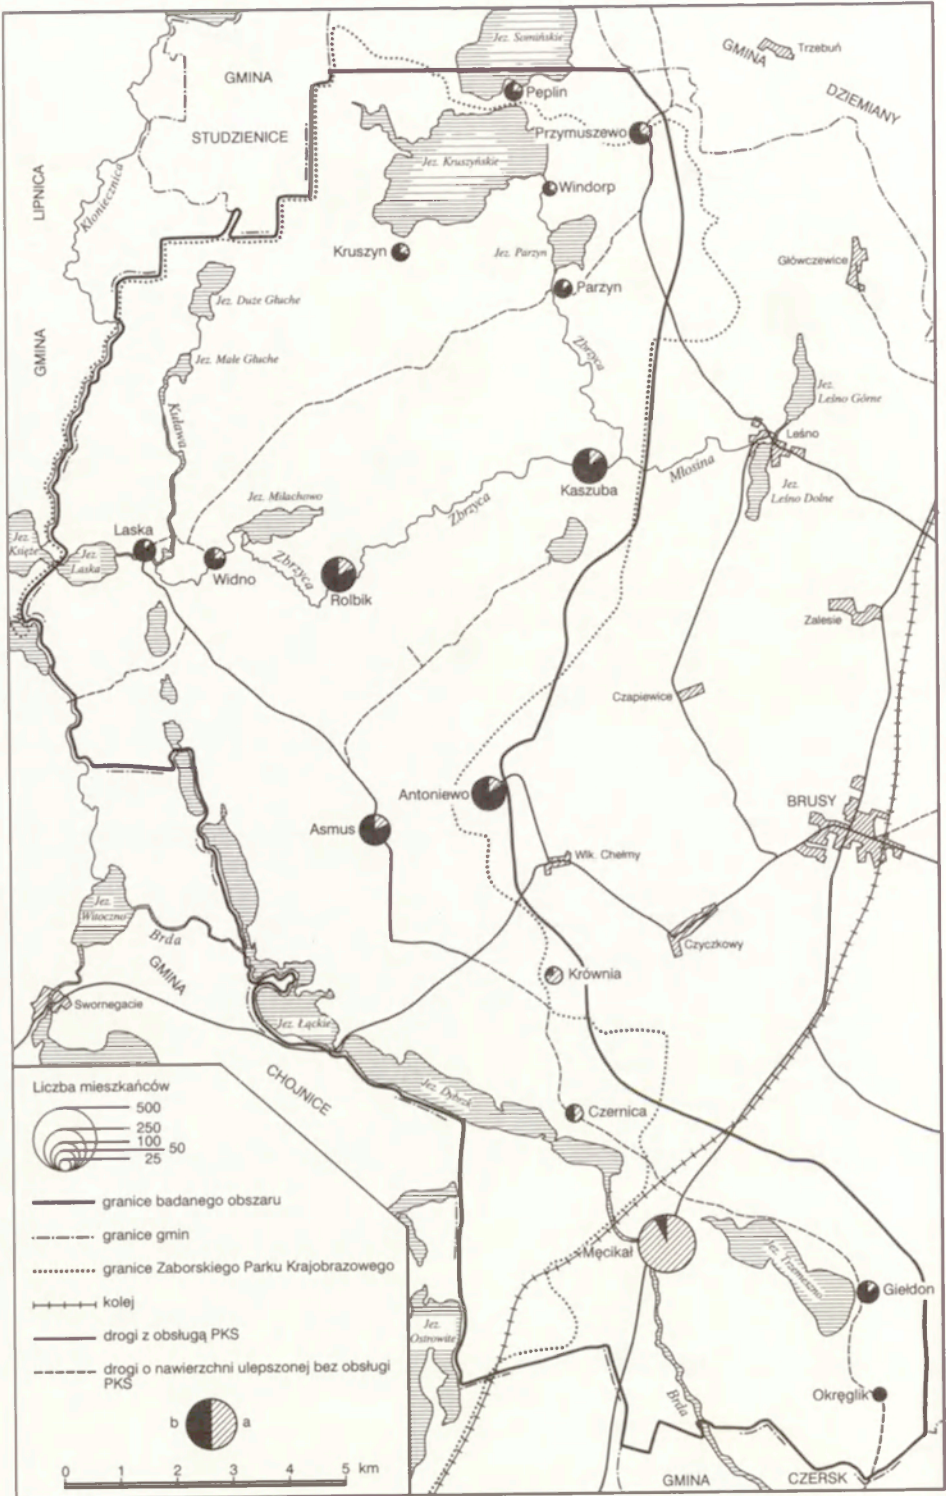 Jez. Somińskie
GMINA
Trzebuń
GMINA
Peplin
DZIEMIANY
STUDZIENICE
Przymuszewo
Jez. Kruszyńskie
LIPNICA
Kłoniecznica
Windorp
Kruszyn
Jez. Parzyn
Główczewice
Parzyn
Jez. Duże Głuche
GMINA
Zbrzyca
Jez. Małe Głuche
Jez.
Leśno Górne
Kulawa
Leśno
Młosina
Kaszuba
Jez.
Leśno Dolne
Jez. Milachowo
Zbrzyca
Laska
Jez.
Księże
Jez.
Laska
Widno
Zbrzyca
Rolbik
Zalesie
Czapiewice
Antoniewo
BRUSY
Asmus
Wlk. Chełmy
Jez.
Witoczno
Brda
Czyczkowy
GMINA
Krównia
Swornegacie
Jez. Łąckie
CHOJNICE
Jez. Dybrzk
Czernica
Męcikał
Jez. Trzemeszno
Giełdon
Jez.
Ostrowite
Okręglik
Brda
GMINA
CZERSK
Liczba mieszkańców
500
250
100
50
25
granice badanego obszaru
granice gmin
granice Zaborskiego Parku Krajobrazowego
kolej
drogi z obsługą PKS
drogi o nawierzchni ulepszonej bez obsługi
PKS
b a
0 1 2 3 4 5 km